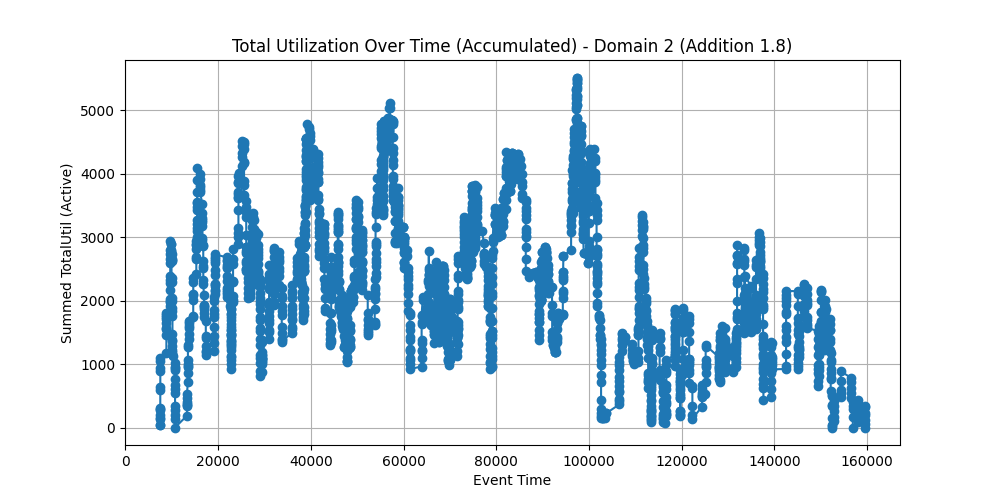 Total Utilization Over Time (Accumulated) - Domain 2 (Addition 1.8)
Summed TotalUtil (Active)
5000
4000
3000
2000
1000
0
0 20000 40000 60000 80000 100000 120000 140000 160000
Event Time